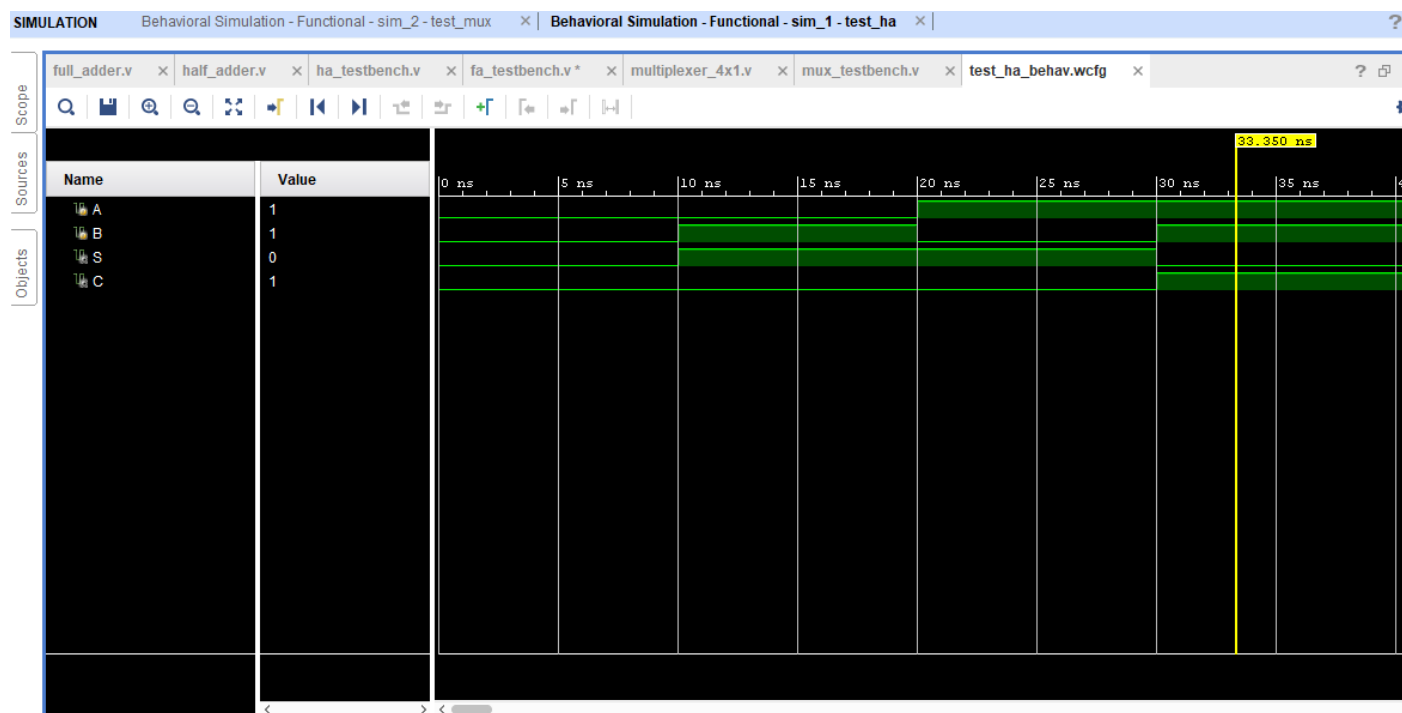 SIMULATION Behavioral Simulation - Functional - sim_2 - test_mux × Behavioral Simulation - Functional - sim_1 - test_ha × ?
full_adder.v × half_adder.v × ha_testbench.v × fa_testbench.v * × multiplexer_4x1.v × mux_testbench.v × test_ha_behav.wcfg × ?
Scope
Sources
Objects
33.350 ns
Name Value 0 ns 5 ns 10 ns 15 ns 20 ns 25 ns 30 ns 35 ns
A 1
B 1
S 0
C 1